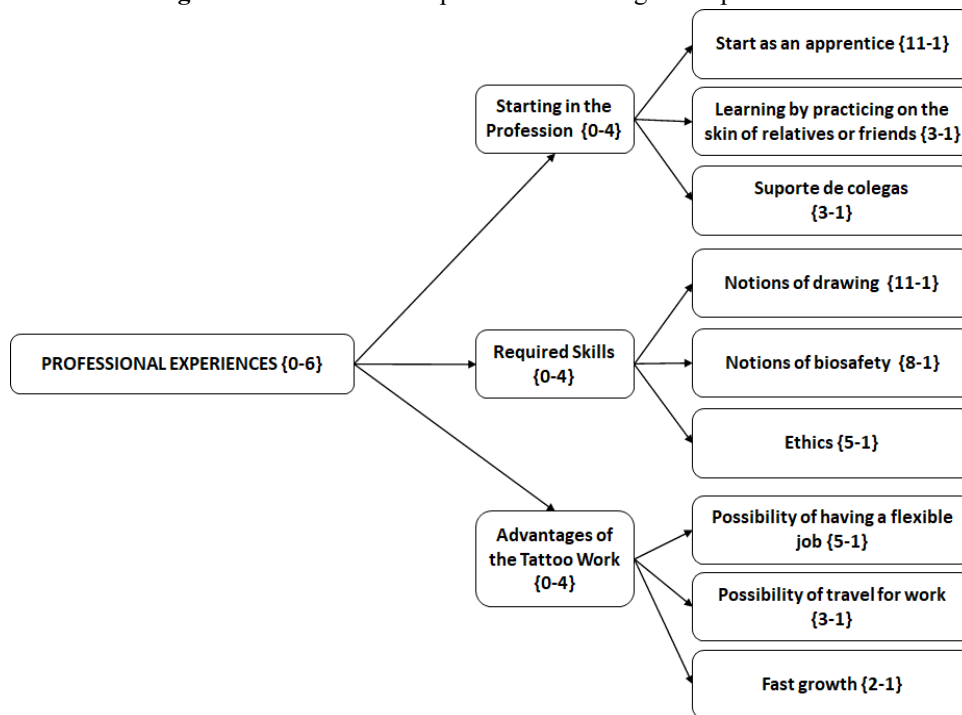 Start as an apprentice {11-1}
Starting in the
Profession {0-4}
Learning by practicing on the
skin of relatives or friends {3-1}
Suporte de colegas
{3-1}
Notions of drawing {11-1}
PROFESSIONAL EXPERIENCES {0-6}
Required Skills
{0-4}
Notions of biosafety {8-1}
Ethics {5-1}
Advantages of
the Tattoo Work
{0-4}
Possibility of having a flexible
job {5-1}
Possibility of travel for work
{3-1}
Fast growth {2-1}